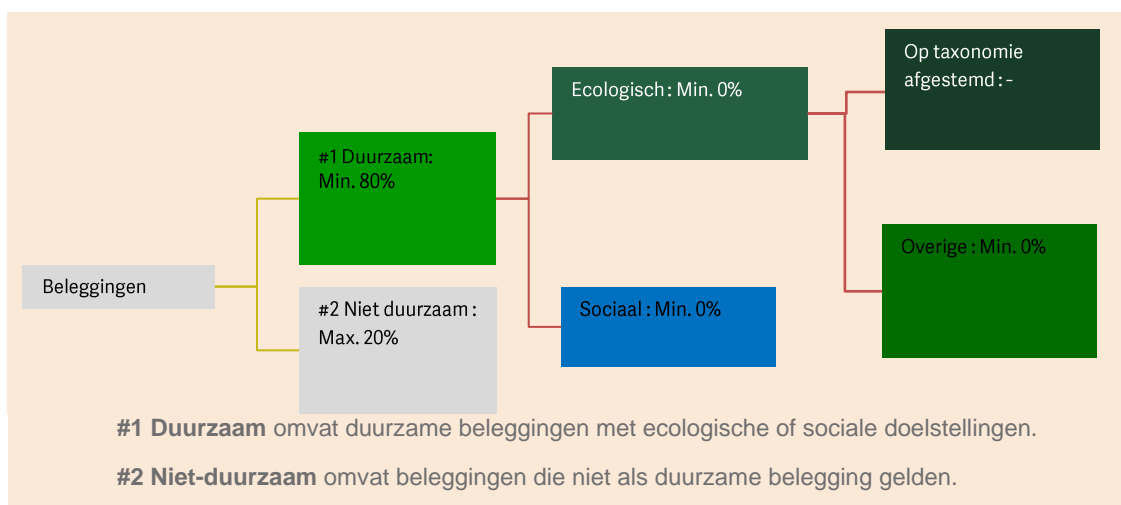 Beleggingen
#1 Duurzaam:
Min. 80%
#2 Niet duurzaam :
Max. 20%
Ecologisch : Min. 0%
Sociaal : Min. 0%
Op taxonomie
afgestemd : -
Overige : Min. 0%
#1 Duurzaam omvat duurzame beleggingen met ecologische of sociale doelstellingen.
#2 Niet-duurzaam omvat beleggingen die niet als duurzame belegging gelden.